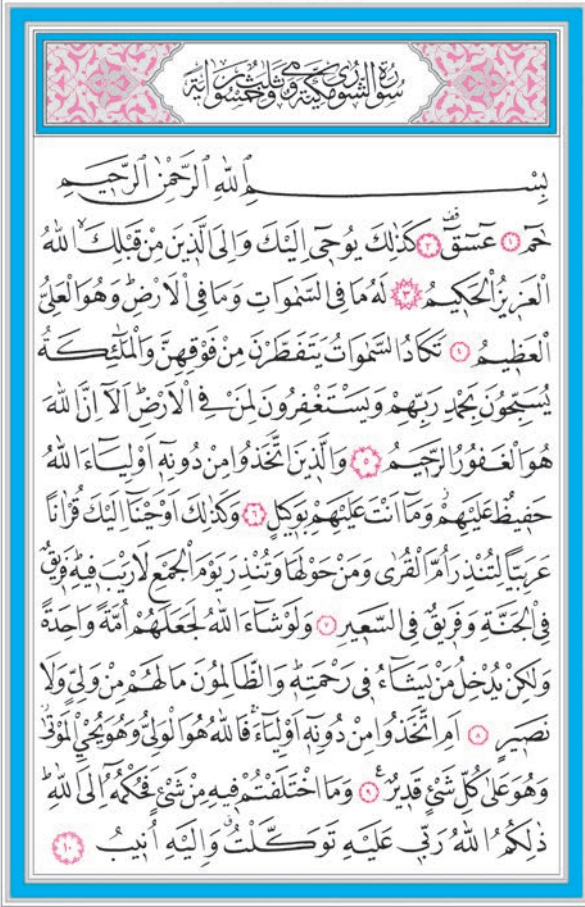 سُورَةُ الشُّورٰى مَكِّيَّةٌ وَهِىَ ثَلٰثٌ وَخَمْسُونَ اٰيَةً
بِسْــــمِ اللّٰهِ الرَّحْمٰنِ الرَّحٖيمِ
حٰمٓ ﴿١﴾ عٓسٓقٓ ﴿٢﴾ كَذٰلِكَ يُوحٖٓى اِلَيْكَ وَاِلَى الَّذٖينَ مِنْ قَبْلِكَۙ اللّٰهُ
الْعَزٖيزُ الْحَكٖيمُ ﴿٣﴾ لَهُ مَا فِى السَّمٰوَاتِ وَمَا فِى الْاَرْضِؕ وَهُوَ الْعَلِىُّ
الْعَظٖيمُ ﴿٤﴾ تَكَادُ السَّمٰوَاتُ يَتَفَطَّرْنَ مِنْ فَوْقِهِنَّ وَالْمَلٰٓئِكَةُ
يُسَبِّحُونَ بِحَمْدِ رَبِّهِمْ وَيَسْتَغْفِرُونَ لِمَنْ فِى الْاَرْضِؕ اَلَٓا اِنَّ اللّٰهَ
هُوَ الْغَفُورُ الرَّحٖيمُ ﴿٥﴾ وَالَّذٖينَ اتَّخَذُوا مِنْ دُونِهٖٓ اَوْلِيَٓاءَ اللّٰهُ
حَفٖيظٌ عَلَيْهِمْؗ وَمَٓا اَنْتَ عَلَيْهِمْ بِوَكٖيلٍ ﴿٦﴾ وَكَذٰلِكَ اَوْحَيْنَٓا اِلَيْكَ قُرْاٰنًا
عَرَبِيًّا لِتُنْذِرَ اُمَّ الْقُرٰى وَمَنْ حَوْلَهَا وَتُنْذِرَ يَوْمَ الْجَمْعِ لَا رَيْبَ فٖيهِؕ فَرٖيقٌ
فِى الْجَنَّةِ وَفَرٖيقٌ فِى السَّعٖيرِ ﴿٧﴾ وَلَوْ شَٓاءَ اللّٰهُ لَجَعَلَهُمْ اُمَّةً وَاحِدَةً
وَلٰكِنْ يُدْخِلُ مَنْ يَشَٓاءُ فٖى رَحْمَتِهٖؕ وَالظَّالِمُونَ مَا لَهُمْ مِنْ وَلِىٍّ وَلَا
نَصٖيرٍ ﴿٨﴾ اَمِ اتَّخَذُوا مِنْ دُونِهٖٓ اَوْلِيَٓاءَۚ فَاللّٰهُ هُوَ الْوَلِىُّ وَهُوَ يُحْيِ الْمَوْتٰىؗ
وَهُوَ عَلٰى كُلِّ شَىْءٍ قَدٖيرٌ ﴿٩﴾ وَمَا اخْتَلَفْتُمْ فٖيهِ مِنْ شَىْءٍ فَحُكْمُهُٓ اِلَى اللّٰهِؕ
ذٰلِكُمُ اللّٰهُ رَبّٖى عَلَيْهِ تَوَكَّلْتُࣗ وَاِلَيْهِ اُنٖيبُ ﴿١٠﴾